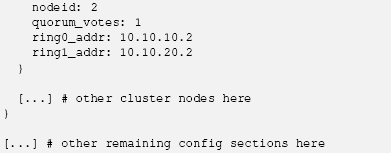 nodeid: 2
quorum_votes: 1
ring0_addr: 10.10.10.2
ring1_addr: 10.10.20.2
}
[...] # other cluster nodes here
}
[...] # other remaining config sections here